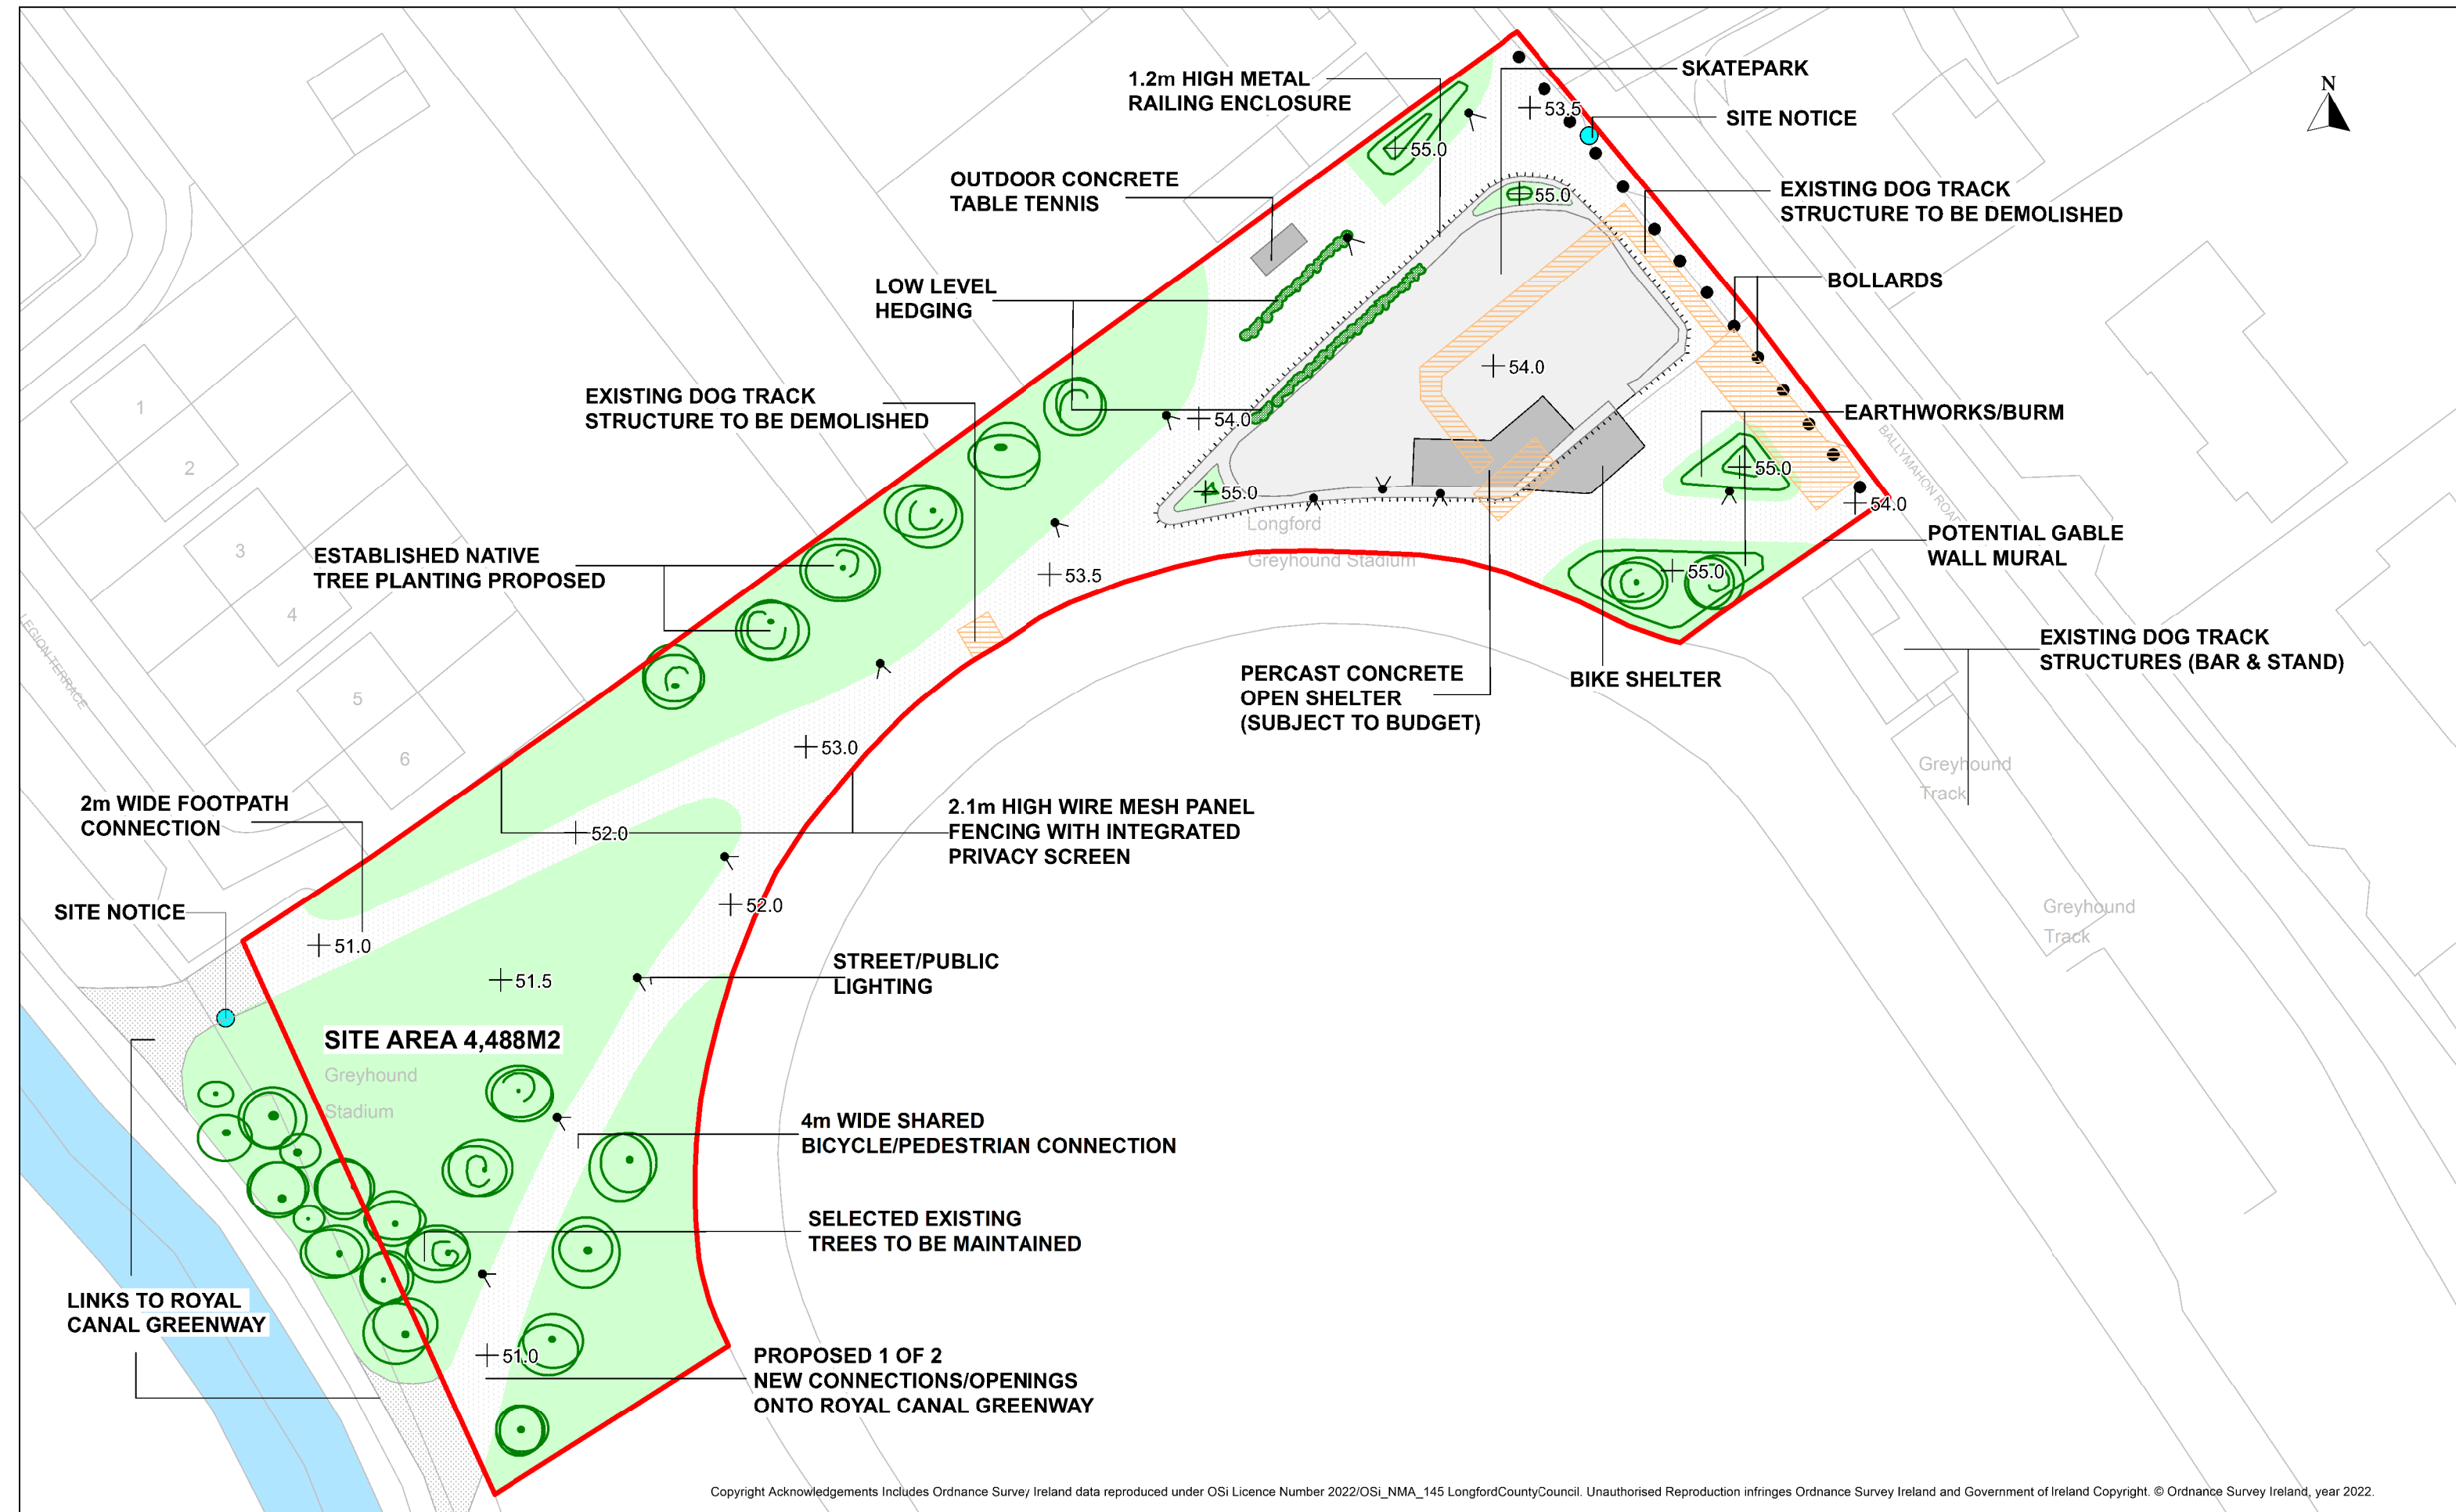 N
1.2m HIGH METAL
RAILING ENCLOSURE
SKATEPARK
53.5
SITE NOTICE
55.0
OUTDOOR CONCRETE
TABLE TENNIS
55.0
EXISTING DOG TRACK
STRUCTURE TO BE DEMOLISHED
LOW LEVEL
HEDGING
BOLLARDS
54.0
EXISTING DOG TRACK
STRUCTURE TO BE DEMOLISHED
54.0
EARTHWORKS/BURM
BALLYMAHON ROAD
1
2
3
4
5
6
55.0
55.0
54.0
Longford
Greyhound Stadium
POTENTIAL GABLE
WALL MURAL
ESTABLISHED NATIVE
TREE PLANTING PROPOSED
53.5
55.0
EGION TERRACE
EXISTING DOG TRACK
STRUCTURES (BAR & STAND)
PERCAST CONCRETE
OPEN SHELTER
(SUBJECT TO BUDGET)
BIKE SHELTER
53.0
Greyhound
Track
2m WIDE FOOTPATH
CONNECTION
52.0
2.1m HIGH WIRE MESH PANEL
FENCING WITH INTEGRATED
PRIVACY SCREEN
SITE NOTICE
52.0
Greyhound
Track
51.0
51.5
STREET/PUBLIC
LIGHTING
SITE AREA 4,488M2
Greyhound
Stadium
4m WIDE SHARED
BICYCLE/PEDESTRIAN CONNECTION
SELECTED EXISTING
TREES TO BE MAINTAINED
LINKS TO ROYAL
CANAL GREENWAY
51.0
PROPOSED 1 OF 2
NEW CONNECTIONS/OPENINGS
ONTO ROYAL CANAL GREENWAY
Copyright Acknowledgements Includes Ordnance Survey Ireland data reproduced under OSi Licence Number 2022/OSi_NMA_145 LongfordCountyCouncil. Unauthorised Reproduction infringes Ordnance Survey Ireland and Government of Ireland Copyright. © Ordnance Survey Ireland, year 2022.